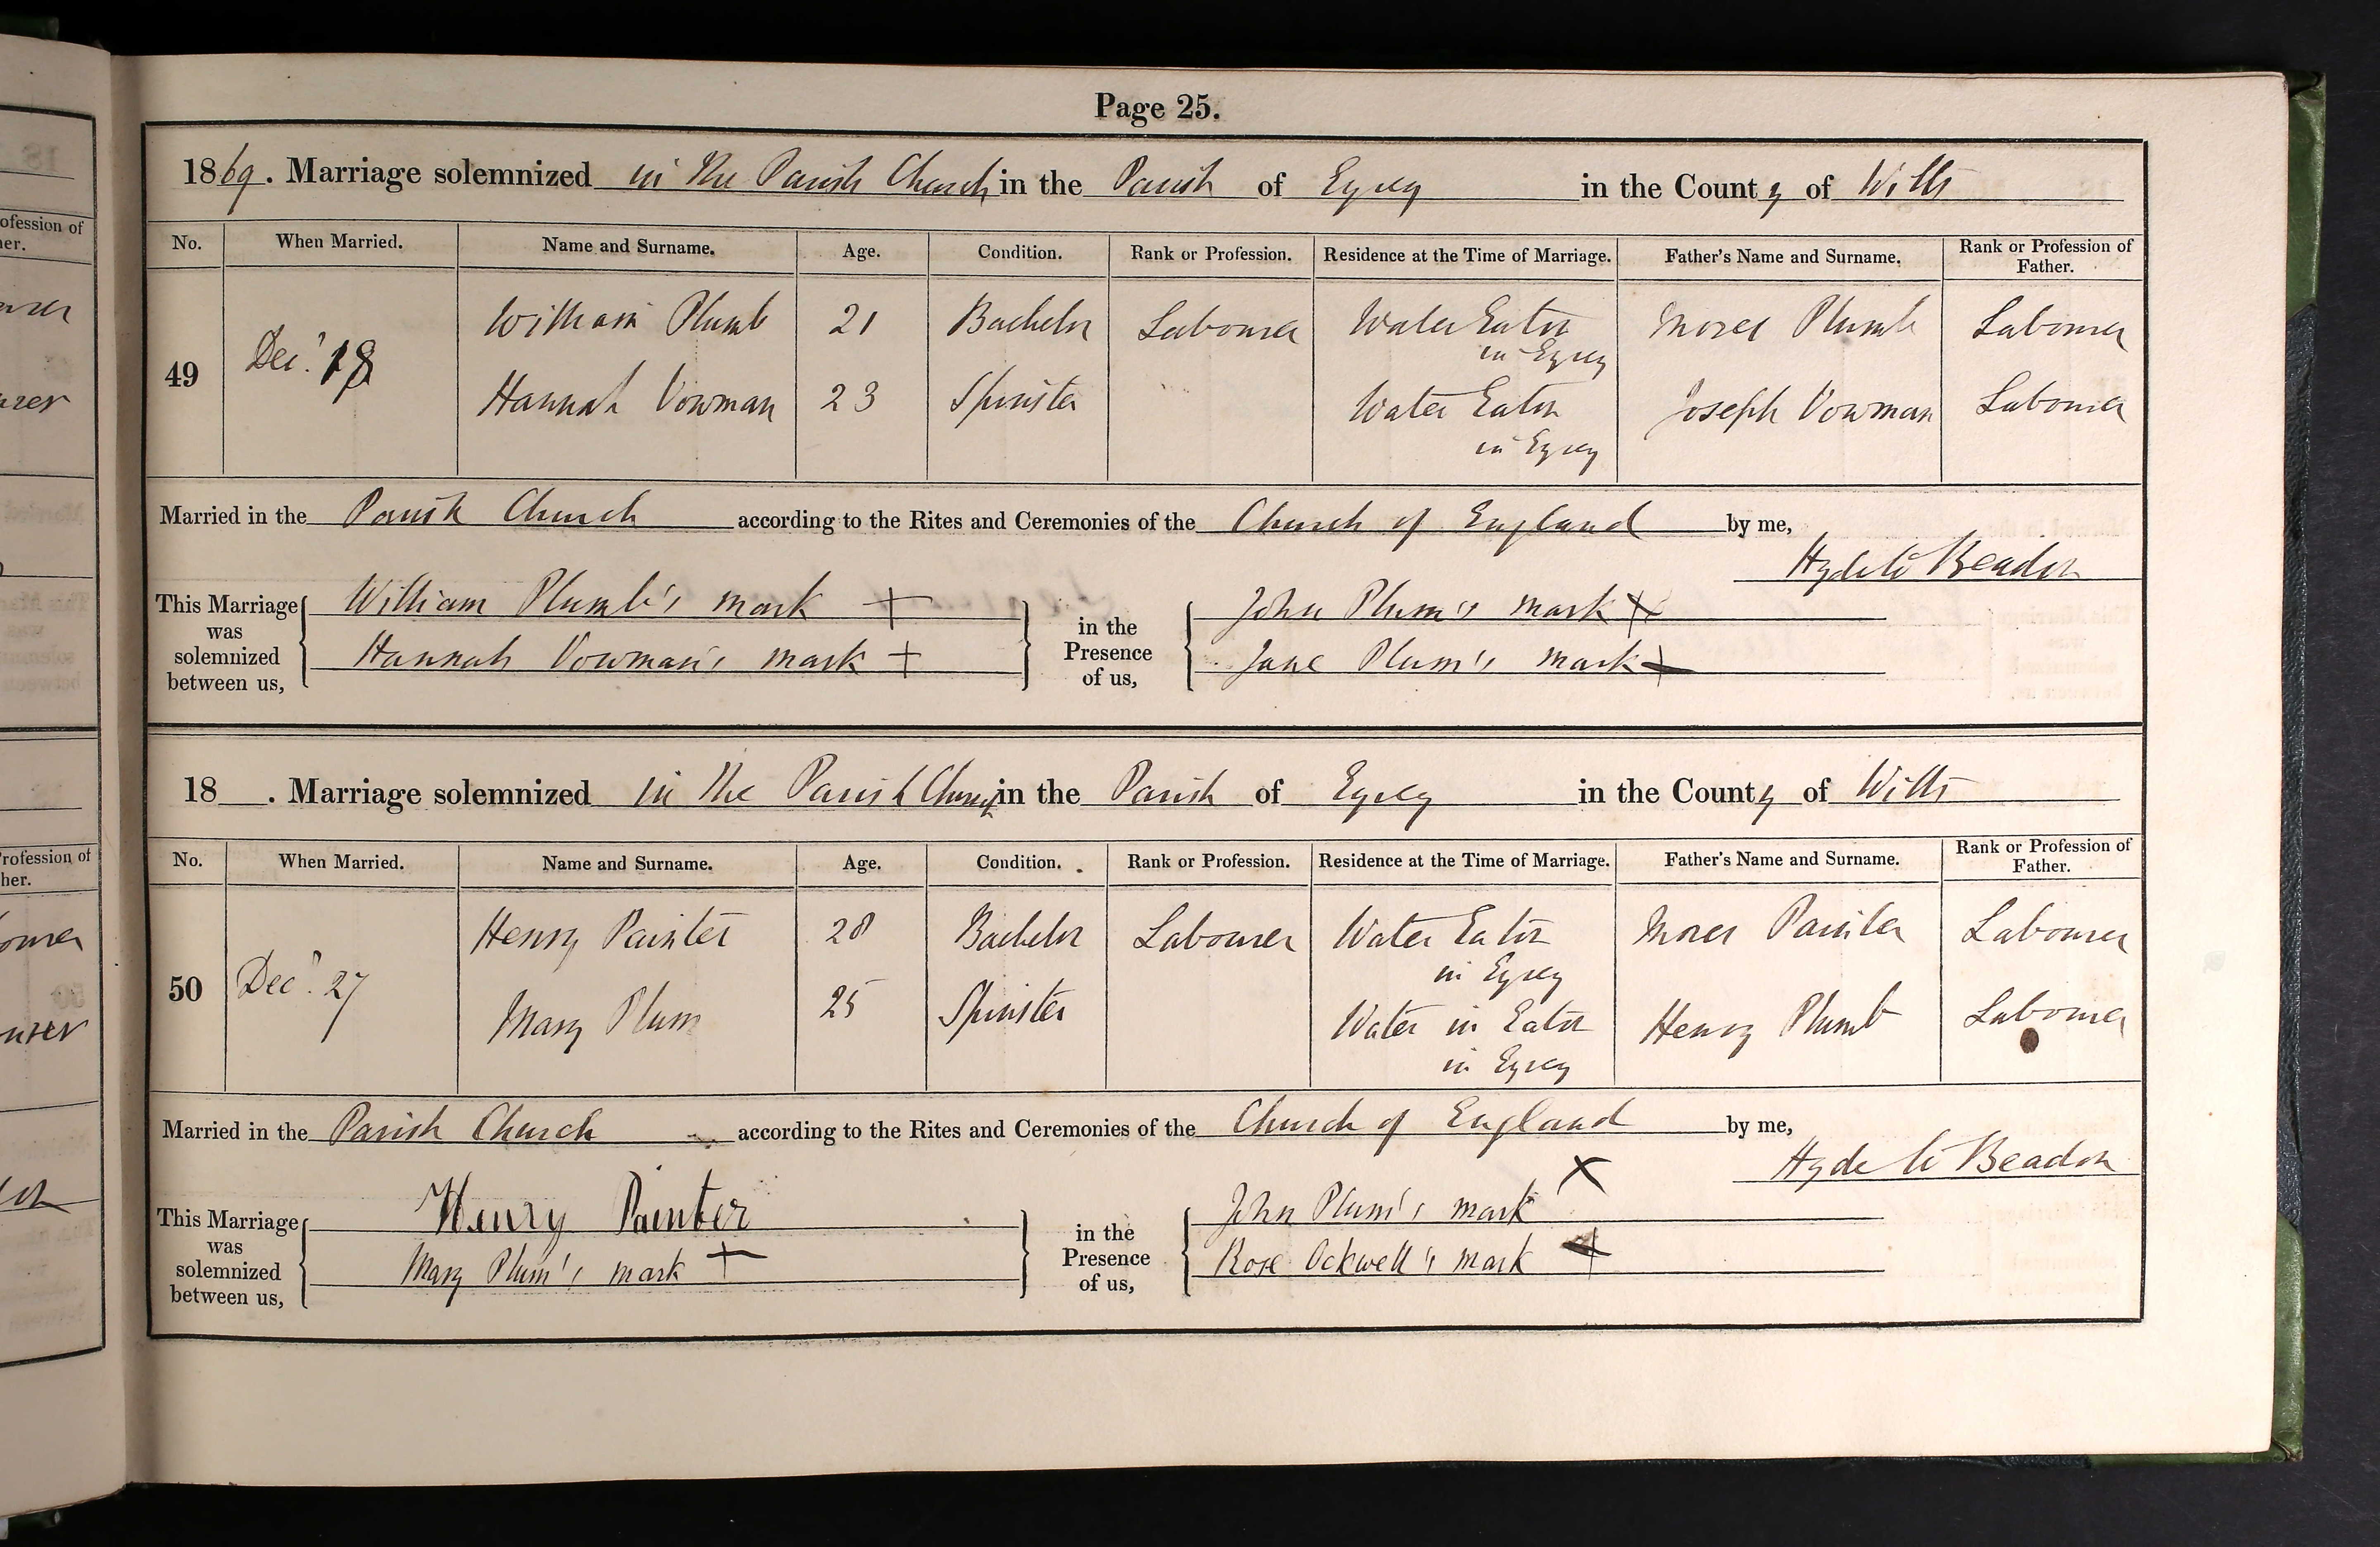 Page 25.
1869. Marriage solemnized in the Parish Church in the Parish of Eysey in the County of Wilts
No. When Married. Name and Surname. Age. Condition. Rank or Profession. Residence at the Time of Marriage. Father's Name and Surname. Rank or Profession of Father.
49 Decr. 18 William Plumb 21 Bachelor Labourer Water Eaton in Eysey Moses Plumb Labourer
Hannah Vowman 23 Spinster Water Eaton in Eysey Joseph Vowman Labourer
Married in the Parish Church according to the Rites and Ceremonies of the Church of England by me,
Hyde W Beadon
This Marriage was solemnized between us, William Plumb's mark + in the Presence of us, John Plum's mark X
Hannah Vowman's mark + Jane Plum's mark +
18 . Marriage solemnized in the Parish Church in the Parish of Eysey in the County of Wilts
No. When Married. Name and Surname. Age. Condition. Rank or Profession. Residence at the Time of Marriage. Father's Name and Surname. Rank or Profession of Father.
50 Decr. 27 Henry Painter 28 Bachelor Labourer Water Eaton in Eysey Moses Painter Labourer
Mary Plum 25 Spinster Water in Eaton in Eysey Henry Plumb Labourer
Married in the Parish Church according to the Rites and Ceremonies of the Church of England by me,
Hyde W Beadon
This Marriage was solemnized between us, Henry Painter in the Presence of us, John Plum's mark X
Mary Plum's mark + Rose Ockwell's mark +